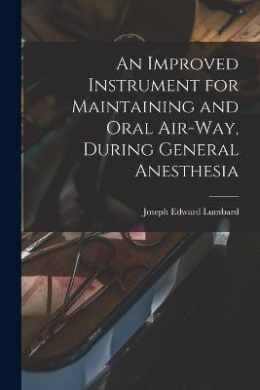 An Improved
Instrument for
Maintaining and
Oral Air-Way,
During General
Anesthesia
Joseph Edward Lumbard